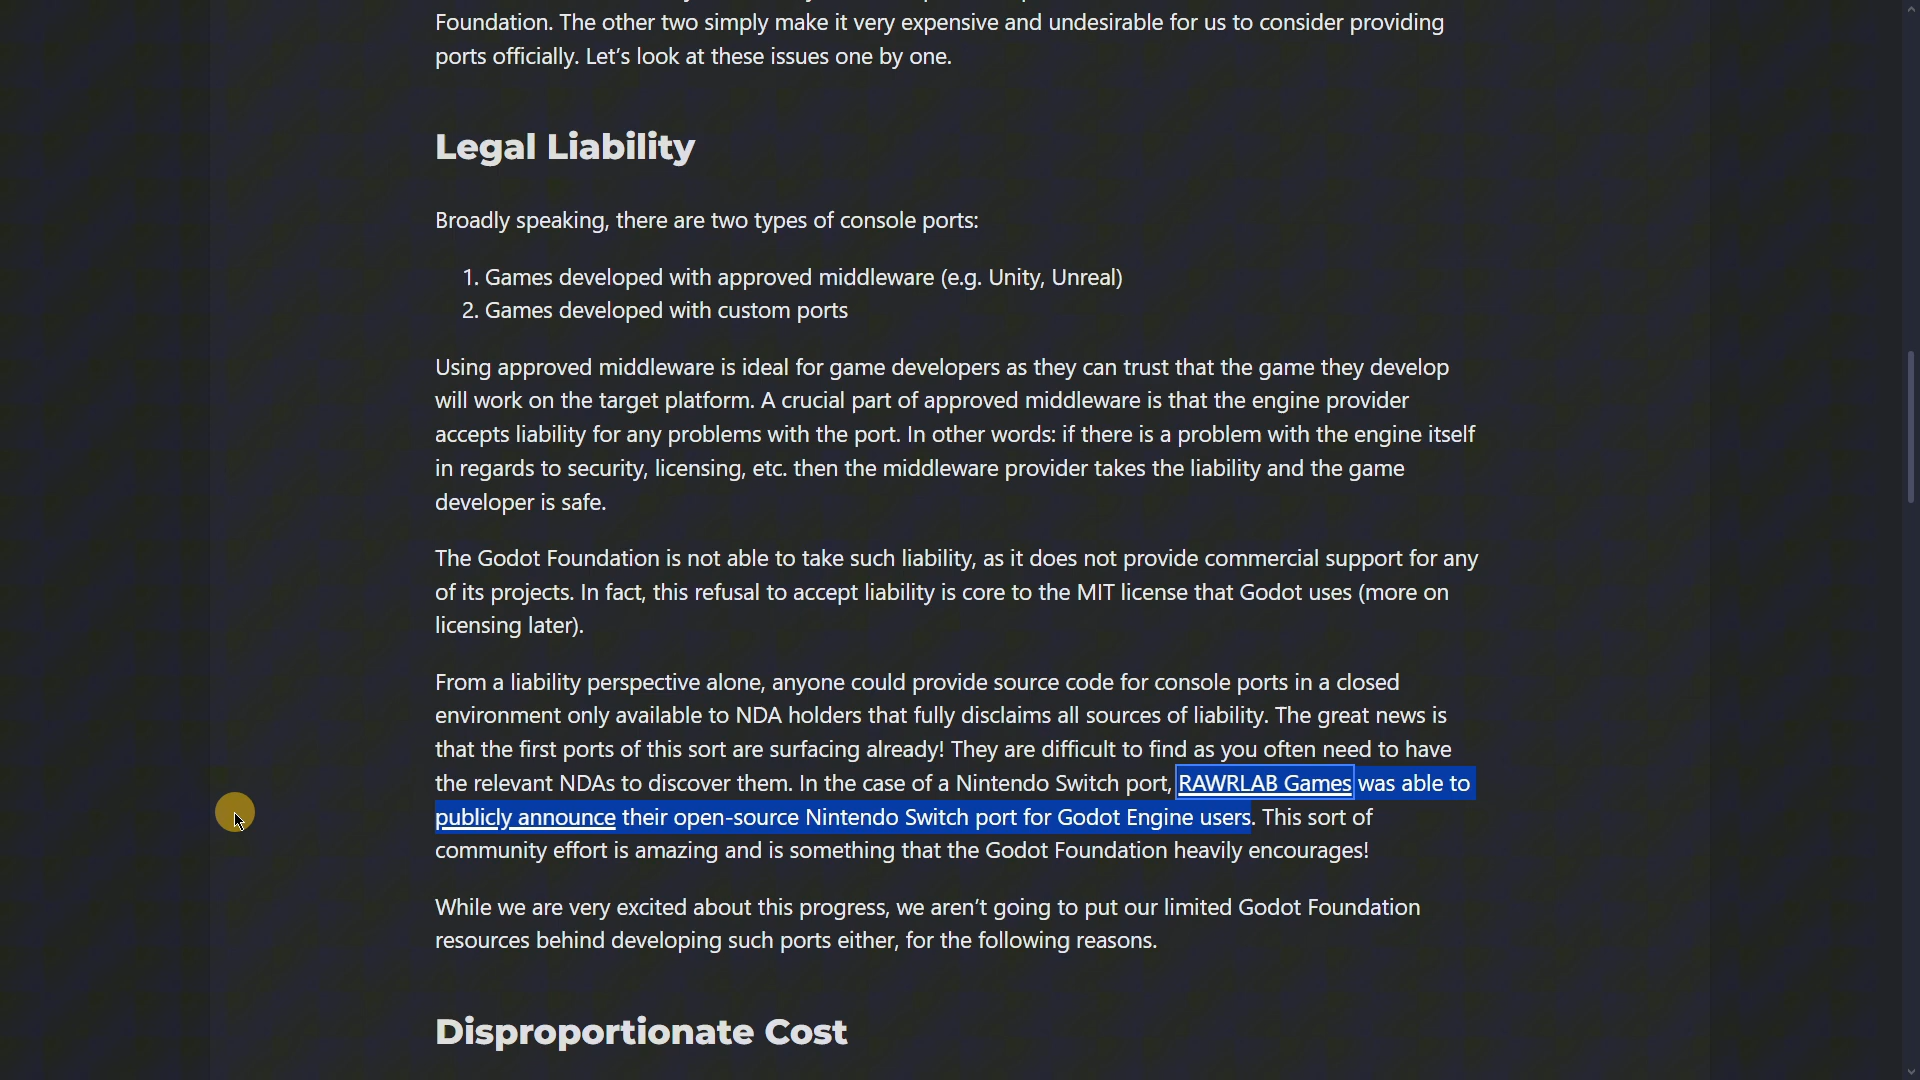 Foundation. The other two simply make it very expensive and undesirable for us to consider providing
ports officially. Let’s look at these issues one by one.
Legal Liability
Broadly speaking, there are two types of console ports:
1. Games developed with approved middleware (e.g. Unity, Unreal)
2. Games developed with custom ports
Using approved middleware is ideal for game developers as they can trust that the game they develop
will work on the target platform. A crucial part of approved middleware is that the engine provider
accepts liability for any problems with the port. In other words: if there is a problem with the engine itself
in regards to security, licensing, etc. then the middleware provider takes the liability and the game
developer is safe.
The Godot Foundation is not able to take such liability, as it does not provide commercial support for any
of its projects. In fact, this refusal to accept liability is core to the MIT license that Godot uses (more on
licensing later).
From a liability perspective alone, anyone could provide source code for console ports in a closed
environment only available to NDA holders that fully disclaims all sources of liability. The great news is
that the first ports of this sort are surfacing already! They are difficult to find as you often need to have
the relevant NDAs to discover them. In the case of a Nintendo Switch port, RAWRLAB Games was able to
publicly announce their open-source Nintendo Switch port for Godot Engine users. This sort of
community effort is amazing and is something that the Godot Foundation heavily encourages!
While we are very excited about this progress, we aren’t going to put our limited Godot Foundation
resources behind developing such ports either, for the following reasons.
Disproportionate Cost